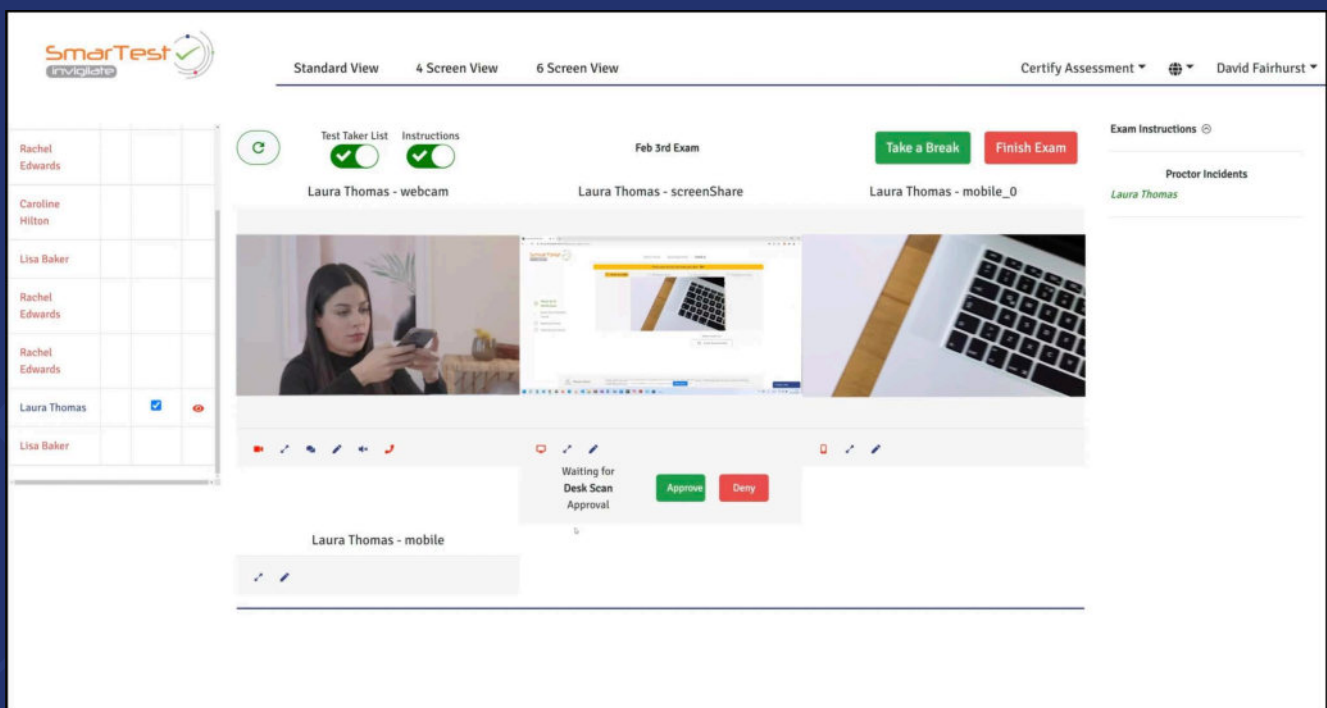 SmarTest
invigilate
Standard View
4 Screen View
6 Screen View
Certify Assessment
David Fairhurst
Rachel
Edwards
Caroline
Hilton
Lisa Baker
Rachel
Edwards
Rachel
Edwards
Laura Thomas
Lisa Baker
Test Taker List
Instructions
Feb 3rd Exam
Take a Break
Finish Exam
Laura Thomas - webcam
Laura Thomas - screenShare
Laura Thomas - mobile_0
Waiting for
Desk Scan
Approval
Approve
Deny
Laura Thomas - mobile
Exam Instructions
Proctor Incidents
Laura Thomas